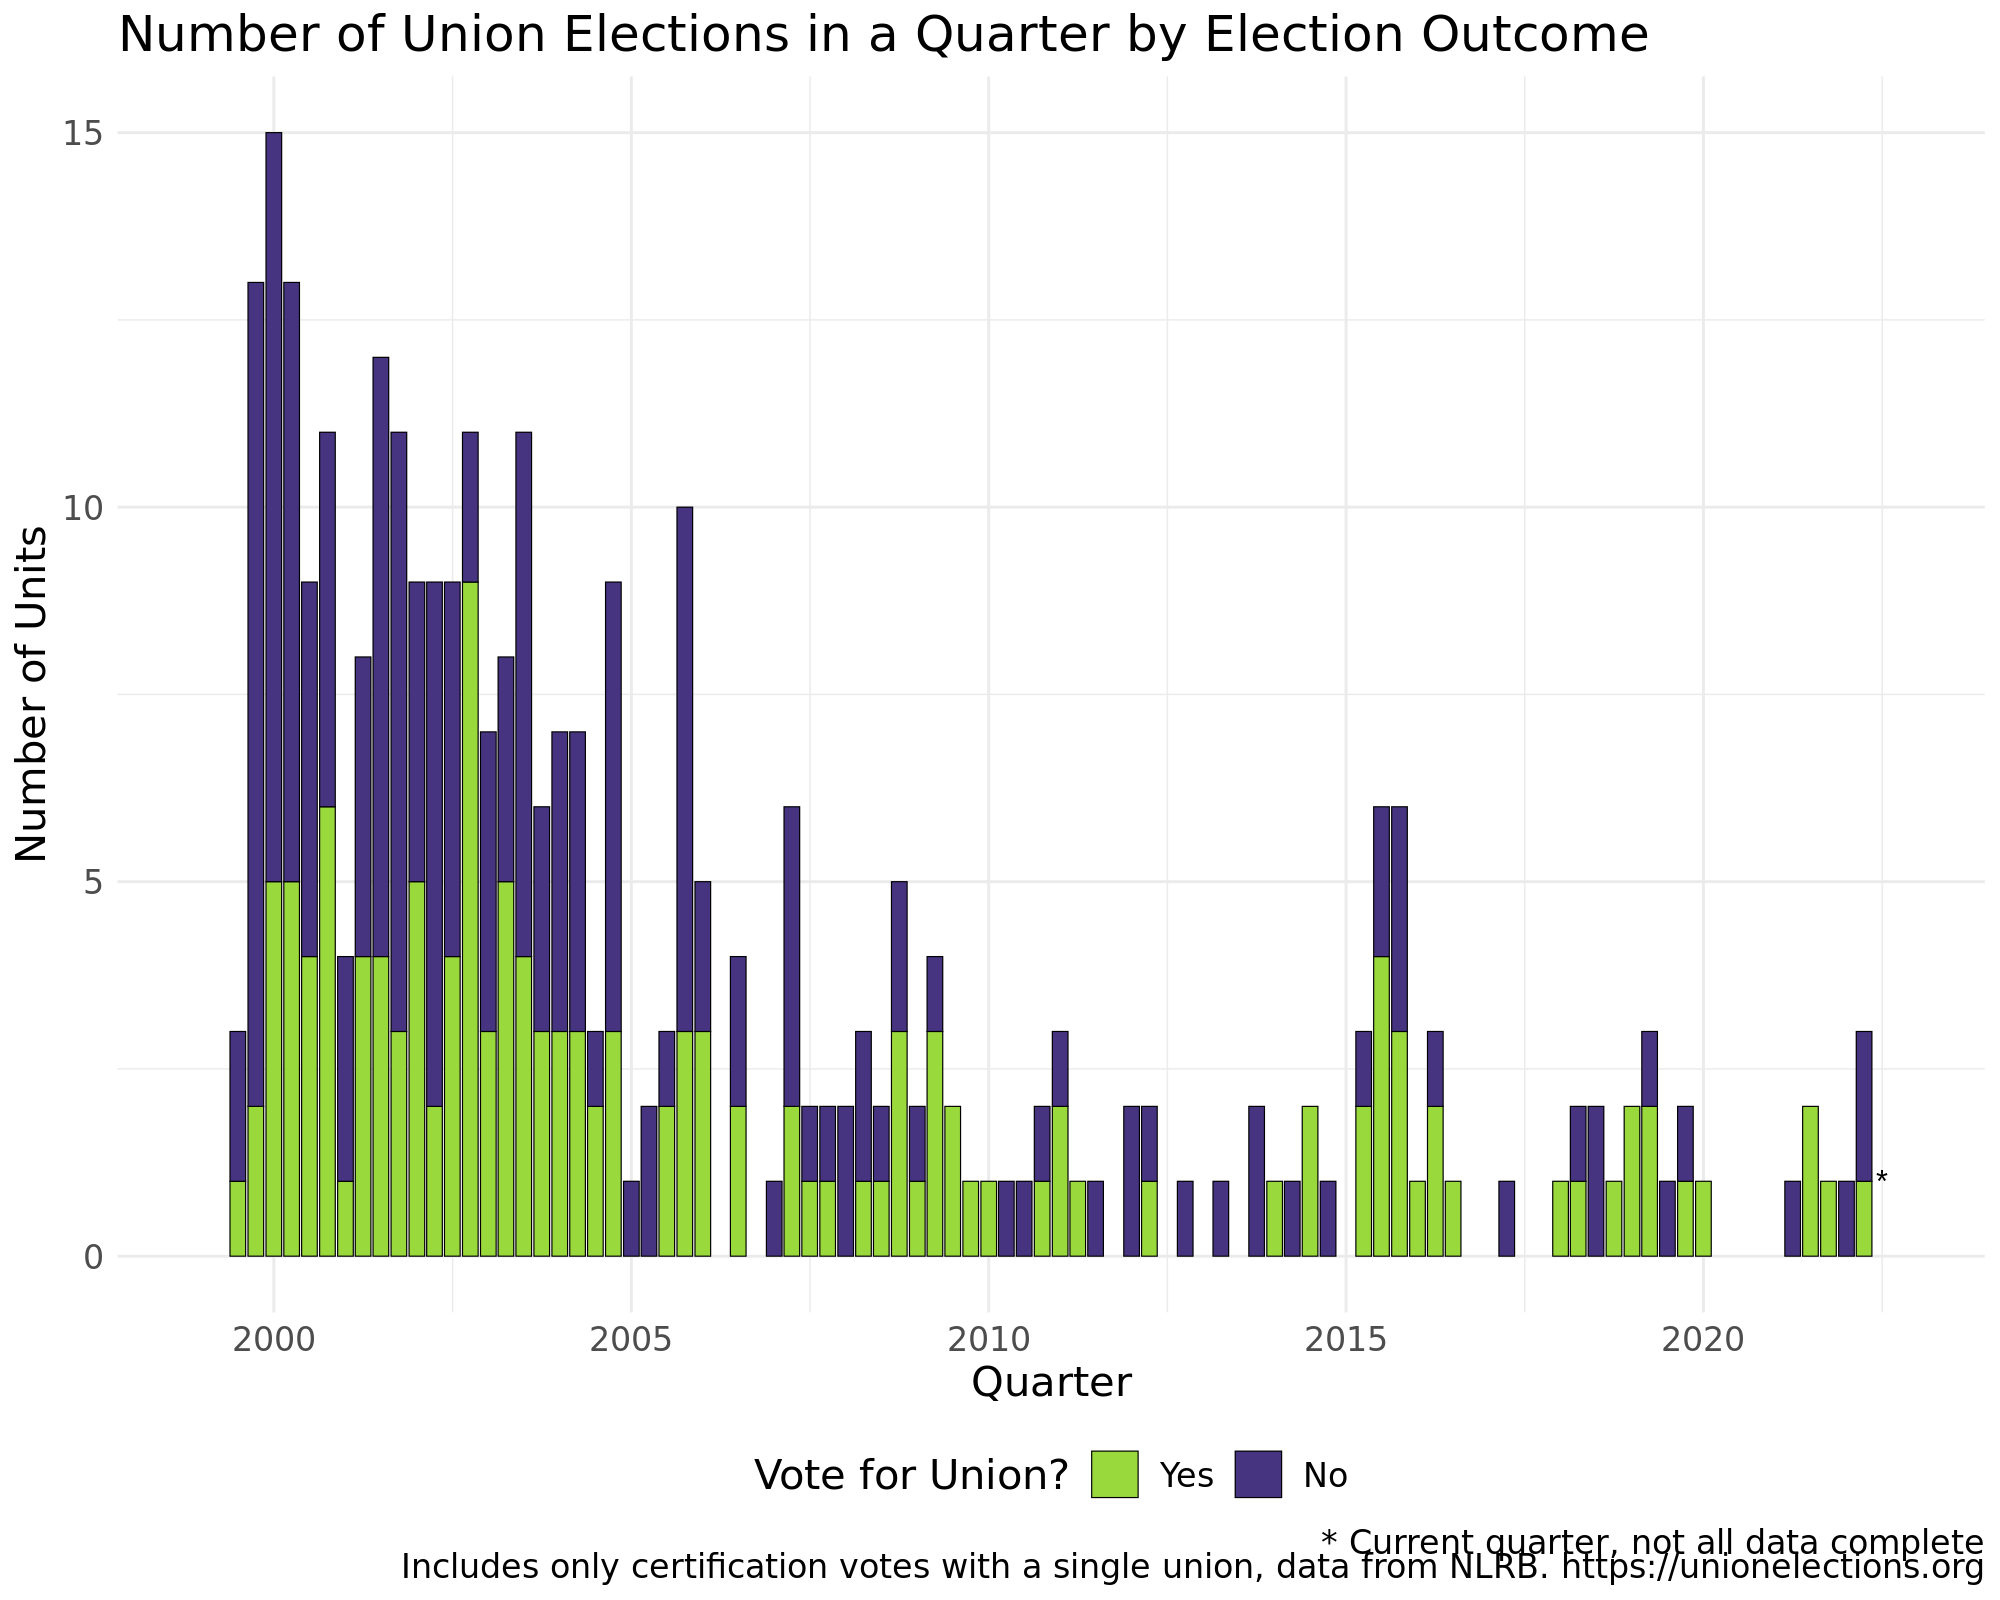 Number of Union Elections in a Quarter by Election Outcome
15
10
5
0
Number of Units
*
2000 2005 2010 2015 2020
Quarter
Vote for Union? Yes No
* Current quarter, not all data complete
Includes only certification votes with a single union, data from NLRB. https://unionelections.org